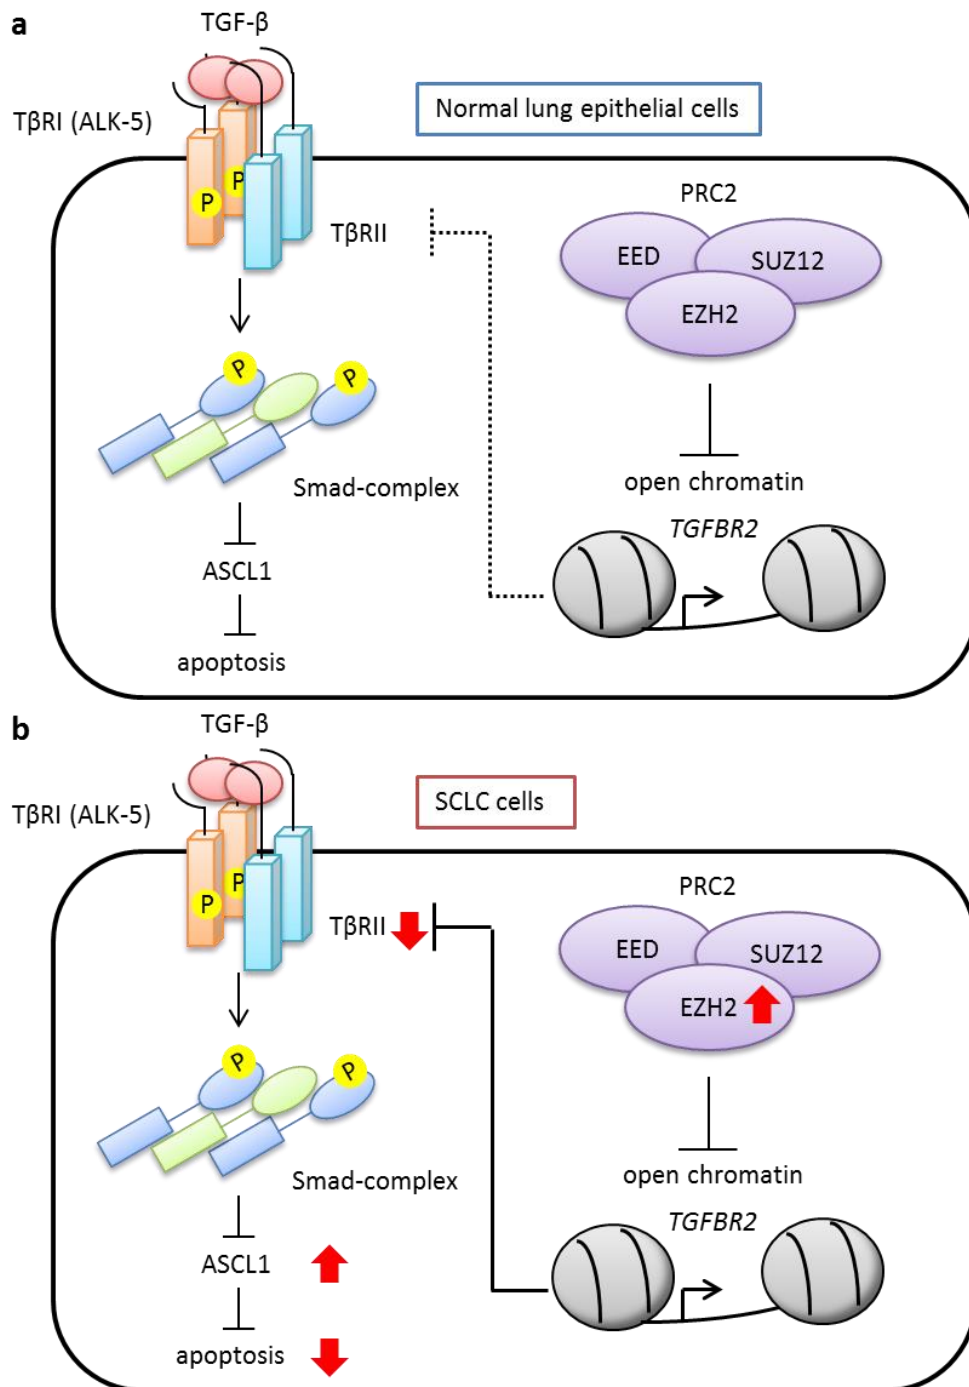 a
TGF-β
TβRI (ALK-5)
Normal lung epithelial cells
P
P
TβRII
PRC2
EED
SUZ12
EZH2
P
P
Smad-complex
open chromatin
TGFBR2
ASCL1
apoptosis
b
TGF-β
TβRI (ALK-5)
SCLC cells
P
P
TβRII
PRC2
EED
SUZ12
EZH2
P
P
Smad-complex
open chromatin
TGFBR2
ASCL1
apoptosis